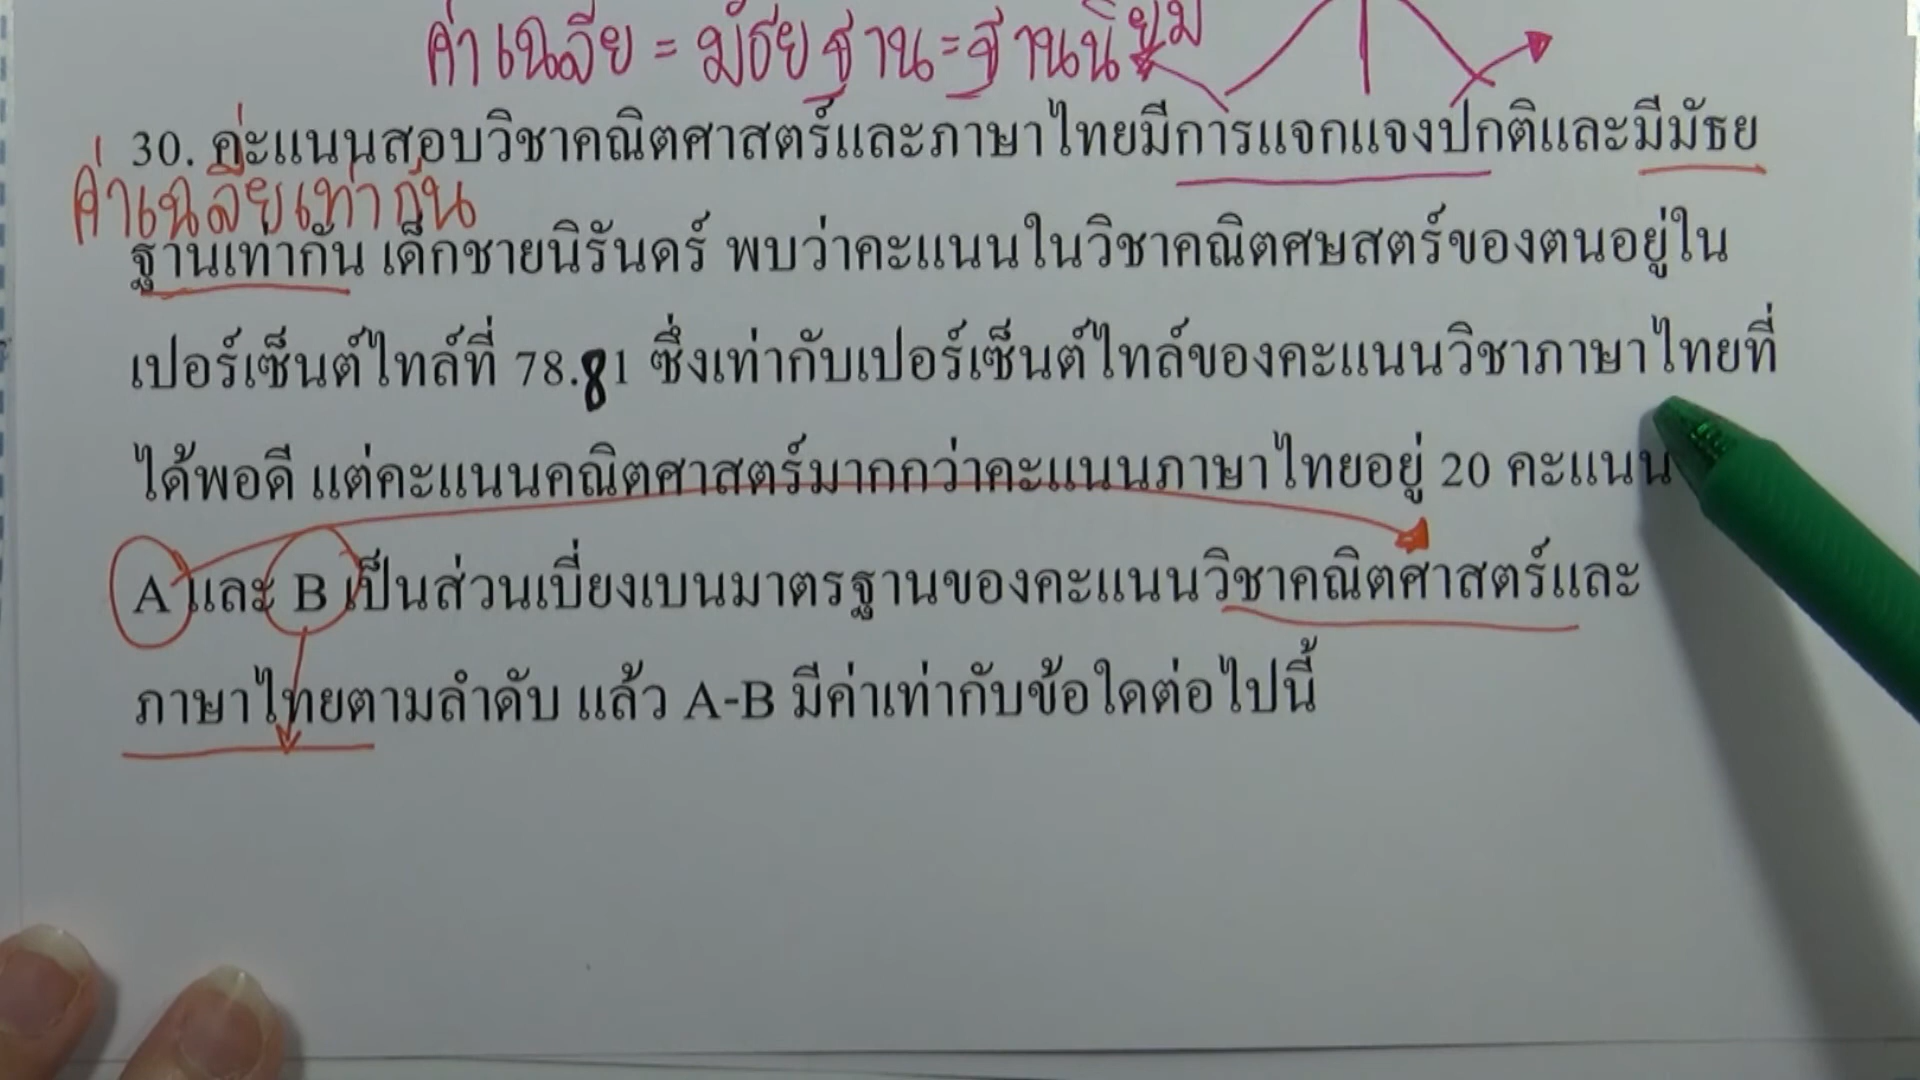 ค่าเฉลี่ย = มัธยฐาน = ฐานนิยม
30. คะแนนสอบวิชาคณิตศาสตร์และภาษาไทยมีการแจกแจงปกติและมีมัธย
ค่าเฉลี่ยเท่ากัน
ฐานเท่ากัน เด็กชายนิรันดร์ พบว่าคะแนนในวิชาคณิตศษสตร์ของตนอยู่ใน
เปอร์เซ็นต์ไทล์ที่ 78.81 ซึ่งเท่ากับเปอร์เซ็นต์ไทล์ของคะแนนวิชาภาษาไทยที่
ได้พอดี แต่คะแนนคณิตศาสตร์มากกว่าคะแนนภาษาไทยอยู่ 20 คะแนน
A และ B เป็นส่วนเบี่ยงเบนมาตรฐานของคะแนนวิชาคณิตศาสตร์และ
ภาษาไทยตามลำดับ แล้ว A-B มีค่าเท่ากับข้อใดต่อไปนี้